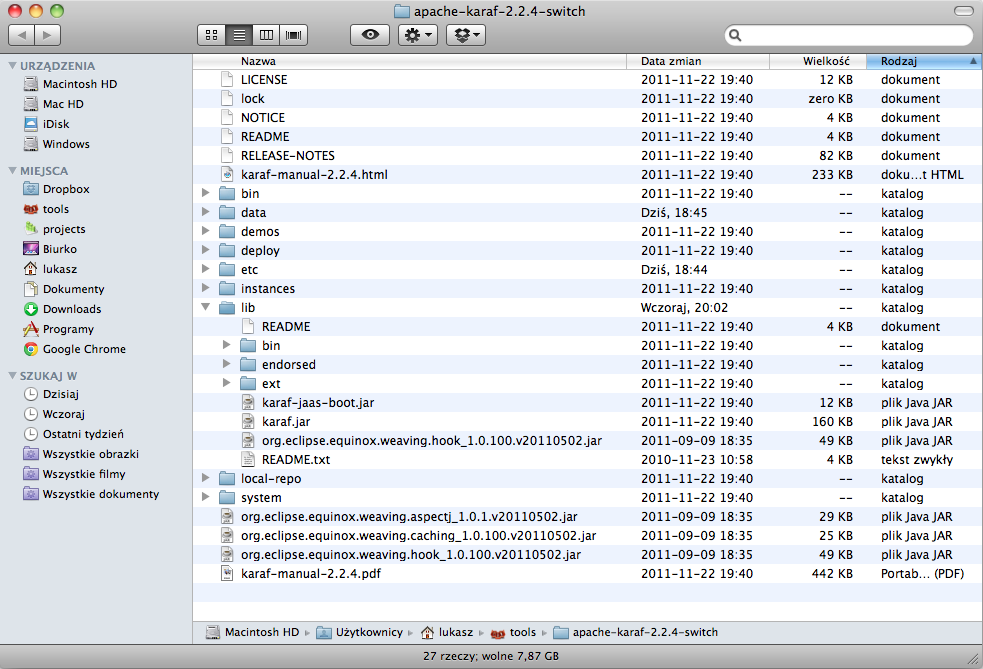 apache-karaf-2.2.4-switch
URZĄDZENIA
Macintosh HD
Mac HD
iDisk
Windows
MIEJSCA
Dropbox
tools
projects
Biurko
lukasz
Dokumenty
Downloads
Programy
Google Chrome
SZUKAJ W
Dzisiaj
Wczoraj
Ostatni tydzień
Wszystkie obrazki
Wszystkie filmy
Wszystkie dokumenty
Nazwa Data zmian Wielkość Rodzaj
LICENSE 2011-11-22 19:40 12 KB dokument
lock 2011-11-22 19:40 zero KB dokument
NOTICE 2011-11-22 19:40 4 KB dokument
README 2011-11-22 19:40 4 KB dokument
RELEASE-NOTES 2011-11-22 19:40 82 KB dokument
karaf-manual-2.2.4.html 2011-11-22 19:40 233 KB doku...t HTML
bin 2011-11-22 19:40 -- katalog
data Dziś, 18:45 -- katalog
demos 2011-11-22 19:40 -- katalog
deploy 2011-11-22 19:40 -- katalog
etc Dziś, 18:44 -- katalog
instances 2011-11-22 19:40 -- katalog
lib Wczoraj, 20:02 -- katalog
README 2011-11-22 19:40 4 KB dokument
bin 2011-11-22 19:40 -- katalog
endorsed 2011-11-22 19:40 -- katalog
ext 2011-11-22 19:40 -- katalog
karaf-jaas-boot.jar 2011-11-22 19:40 12 KB plik Java JAR
karaf.jar 2011-11-22 19:40 160 KB plik Java JAR
org.eclipse.equinox.weaving.hook_1.0.100.v20110502.jar 2011-09-09 18:35 49 KB plik Java JAR
README.txt 2010-11-23 10:58 4 KB tekst zwykły
local-repo 2011-11-22 19:40 -- katalog
system 2011-11-22 19:40 -- katalog
org.eclipse.equinox.weaving.aspectj_1.0.1.v20110502.jar 2011-09-09 18:35 29 KB plik Java JAR
org.eclipse.equinox.weaving.caching_1.0.100.v20110502.jar 2011-09-09 18:35 25 KB plik Java JAR
org.eclipse.equinox.weaving.hook_1.0.100.v20110502.jar 2011-09-09 18:35 49 KB plik Java JAR
karaf-manual-2.2.4.pdf 2011-11-22 19:40 442 KB Portab... (PDF)
Macintosh HD Użytkownicy lukasz tools apache-karaf-2.2.4-switch
27 rzeczy; wolne 7,87 GB